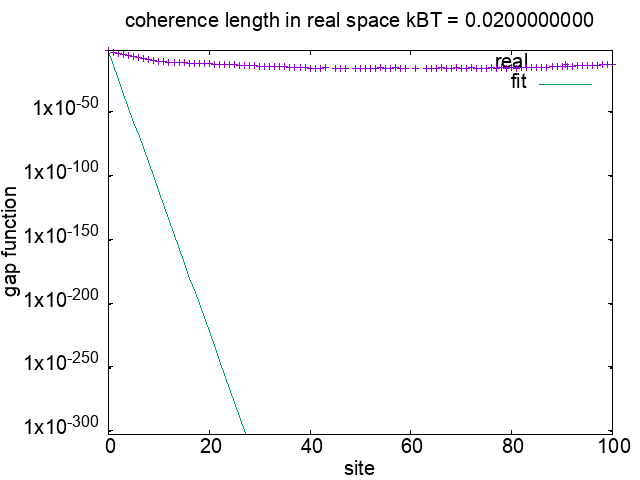 coherence length in real space kBT = 0.0200000000
real
fit
1x10^-50
1x10^-100
1x10^-150
1x10^-200
1x10^-250
1x10^-300
gap function
0 20 40 60 80 100
site